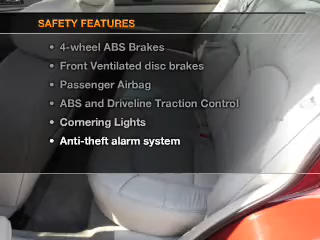 SAFETY FEATURES
• 4-wheel ABS Brakes
• Front Ventilated disc brakes
• Passenger Airbag
• ABS and Driveline Traction Control
• Cornering Lights
• Anti-theft alarm system